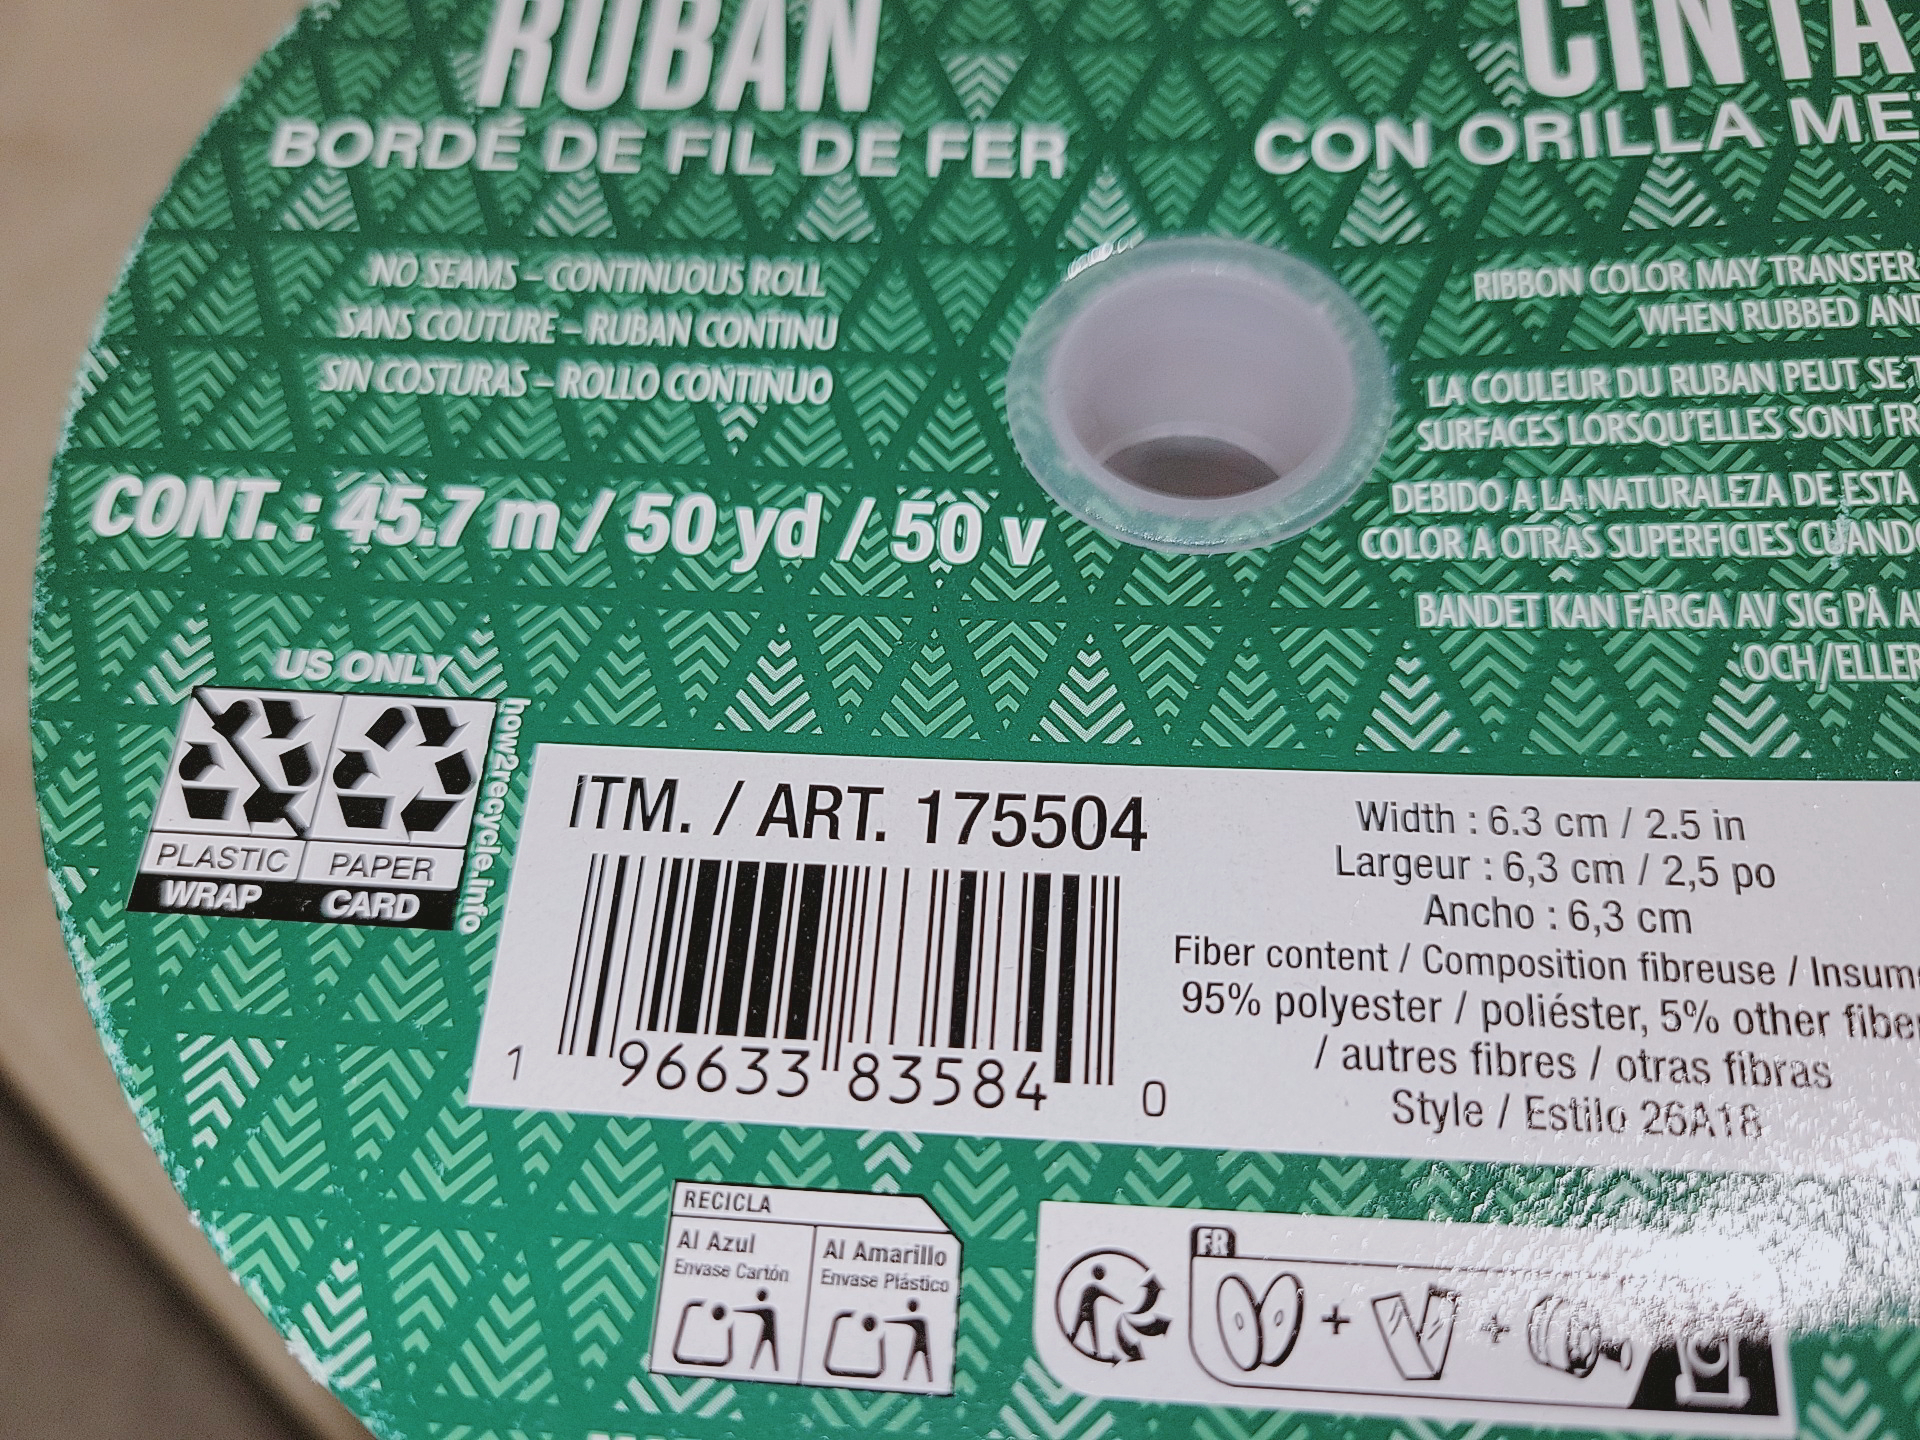 RUBAN
BORDÉ DE FIL DE FER
NO SEAMS – CONTINUOUS ROLL
SANS COUTURE – RUBAN CONTINU
SIN COSTURAS – ROLLO CONTINUO
CONT. : 45.7 m / 50 yd / 50 v
CINTA
CON ORILLA ME
RIBBON COLOR MAY TRANSFER
WHEN RUBBED AND
LA COULEUR DU RUBAN PEUT SE
SURFACES LORSQU'ELLES SONT FR
DEBIDO A LA NATURALEZA DE ESTA
COLOR A OTRAS SUPERFICIES CUANDO
BANDET KAN FÄRGA AV SIG PÅ A
OCH/ELLER
US ONLY
PLASTIC PAPER
WRAP CARD
how2recycle.info
ITM. / ART. 175504
1 96633 83584 0
Width : 6.3 cm / 2.5 in
Largeur : 6,3 cm / 2,5 po
Ancho : 6,3 cm
Fiber content / Composition fibreuse / Insum
95% polyester / poliéster, 5% other fiber
/ autres fibres / otras fibras
Style / Estilo 26A18
RECICLA
Al Azul
Envase Cartón
Al Amarillo
Envase Plástico
FR
+ +